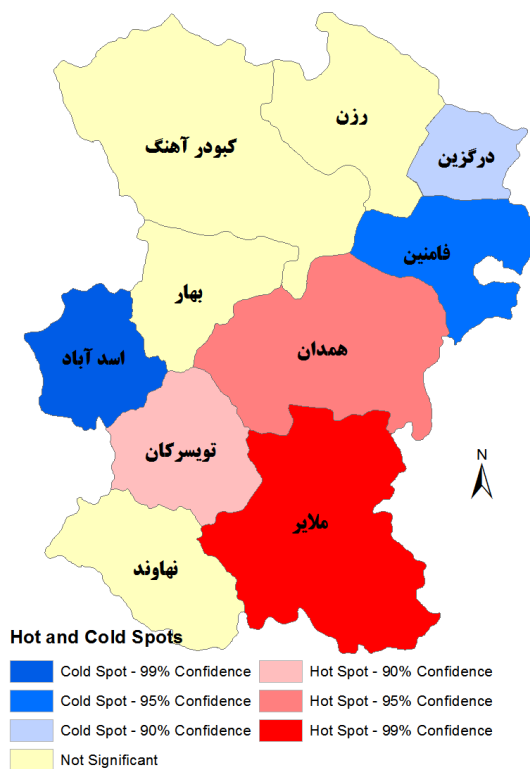 رزن
کبودر آهنگ
درگزین
فامنین
بهار
همدان
اسد آباد
تویسرکان
N
ملایر
نهاوند
Hot and Cold Spots
Cold Spot - 99% Confidence
Hot Spot - 90% Confidence
Cold Spot - 95% Confidence
Hot Spot - 95% Confidence
Cold Spot - 90% Confidence
Hot Spot - 99% Confidence
Not Significant